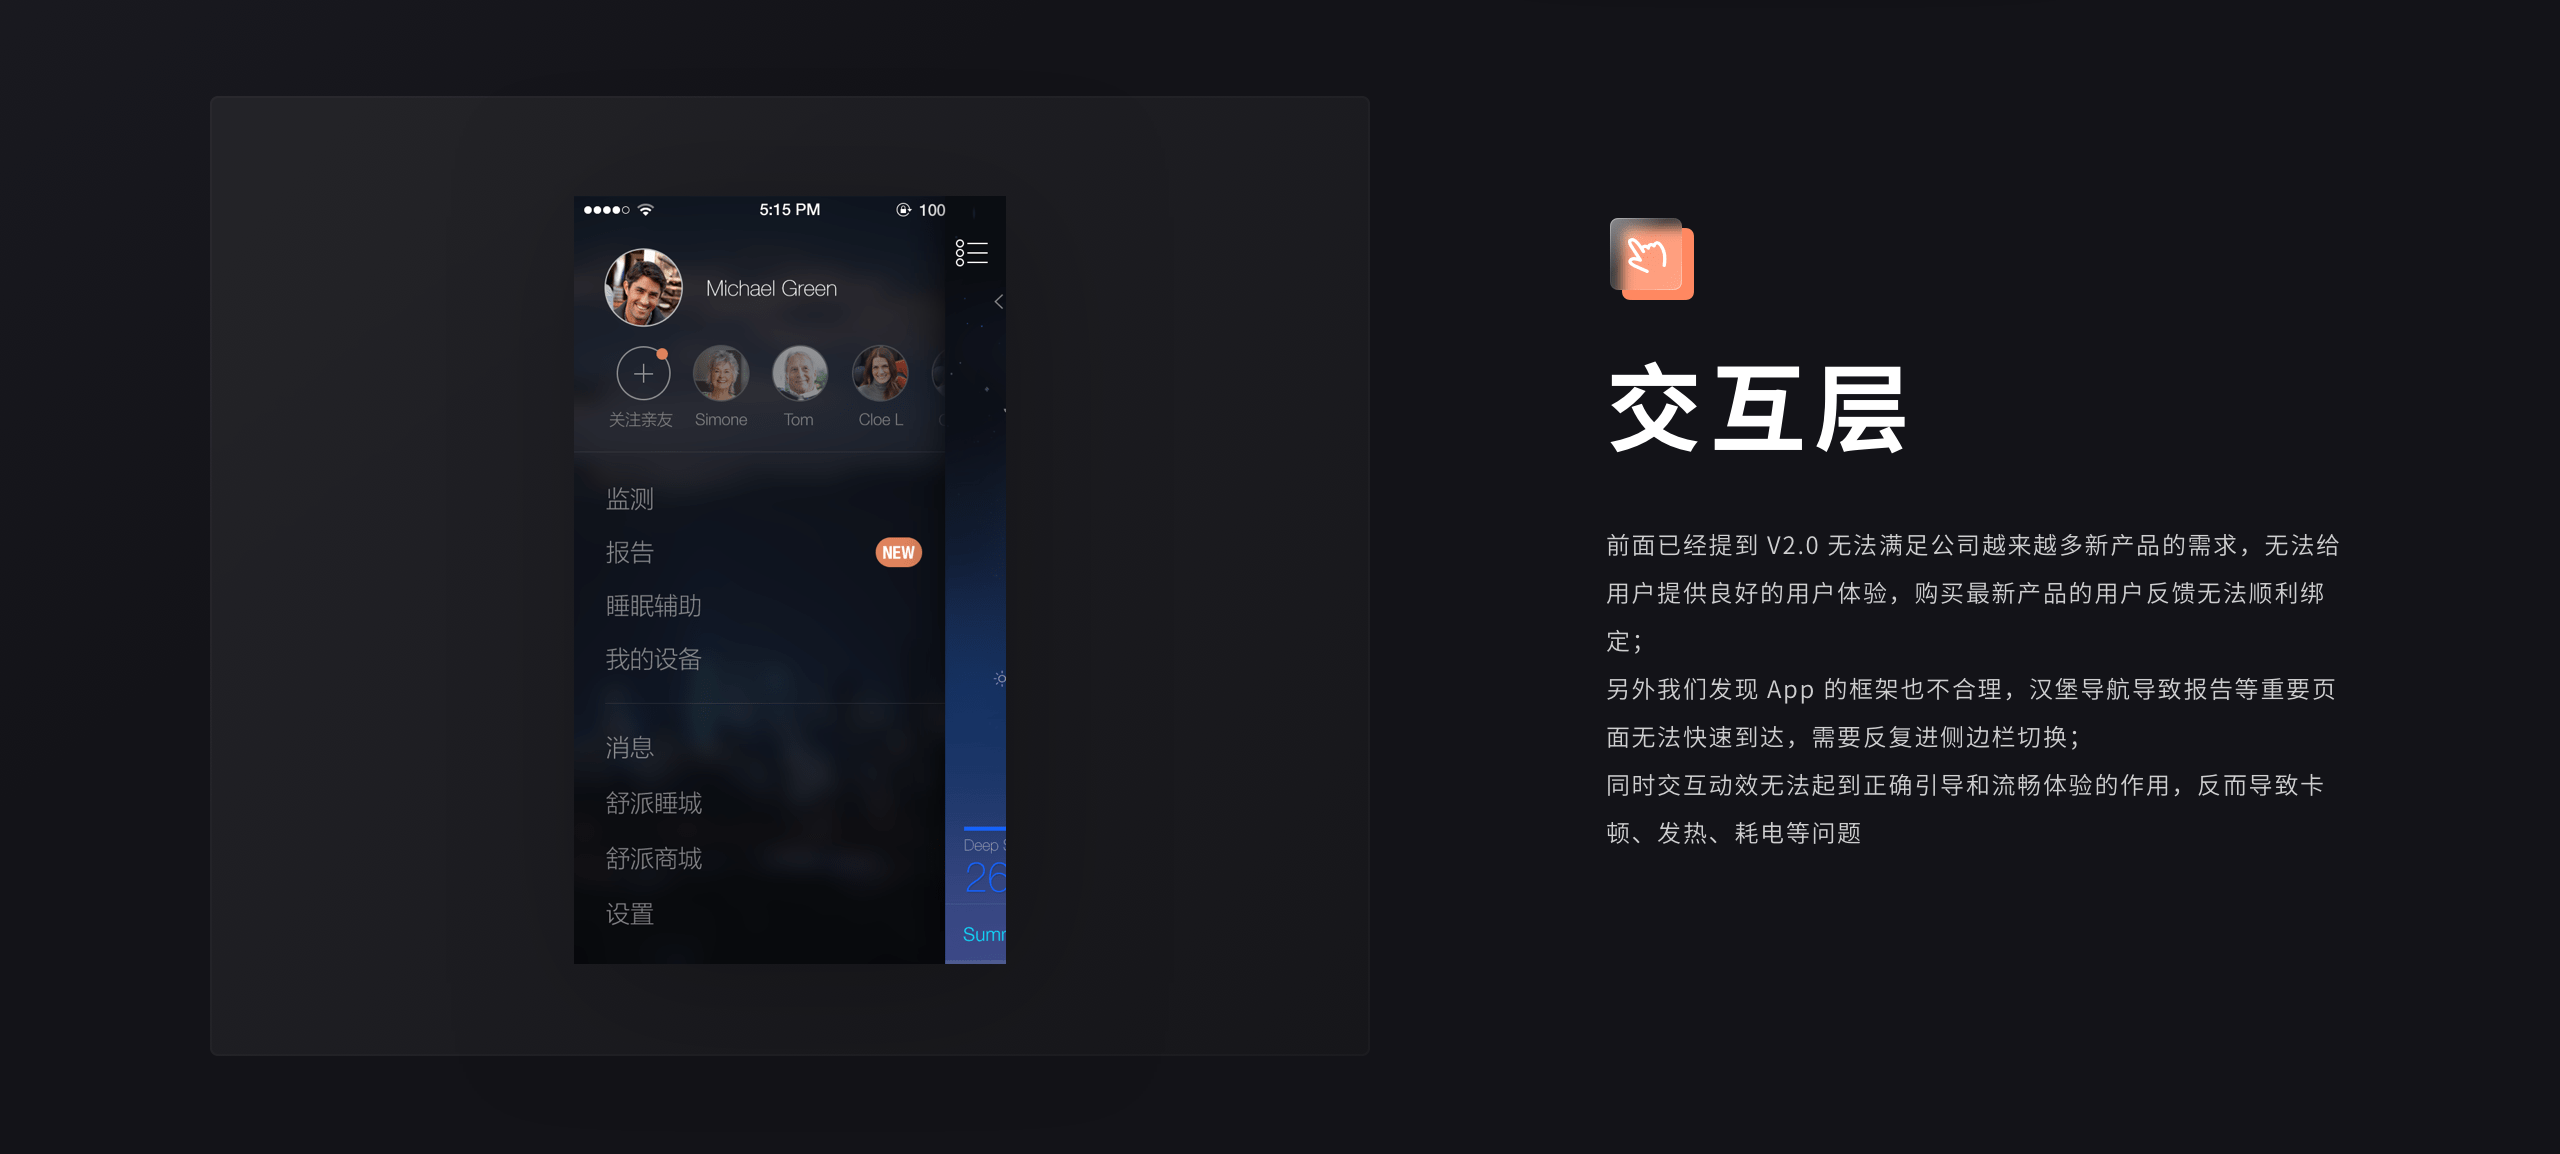 5:15 PM
100
Michael Green
关注亲友
Simone
Tom
Cloe L
监测
报告
NEW
睡眠辅助
我的设备
消息
舒派睡城
舒派商城
设置
Deep S
26
Summ
交互层
前面已经提到 V2.0 无法满足公司越来越多新产品的需求，无法给
用户提供良好的用户体验，购买最新产品的用户反馈无法顺利绑
定；
另外我们发现 App 的框架也不合理，汉堡导航导致报告等重要页
面无法快速到达，需要反复进侧边栏切换；
同时交互动效无法起到正确引导和流畅体验的作用，反而导致卡
顿、发热、耗电等问题